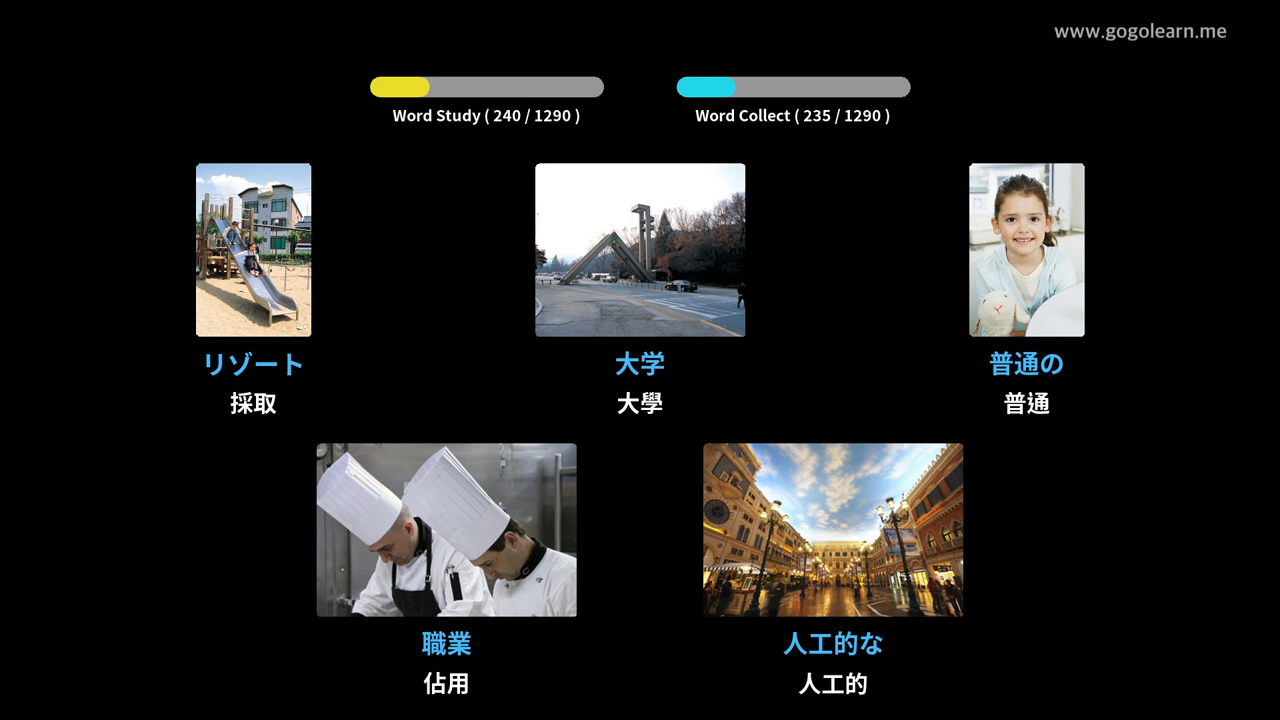 www.gogolearn.me
Word Study ( 240 / 1290 )
Word Collect ( 235 / 1290 )
リゾート
採取
大学
大學
普通の
普通
職業
佔用
人工的な
人工的